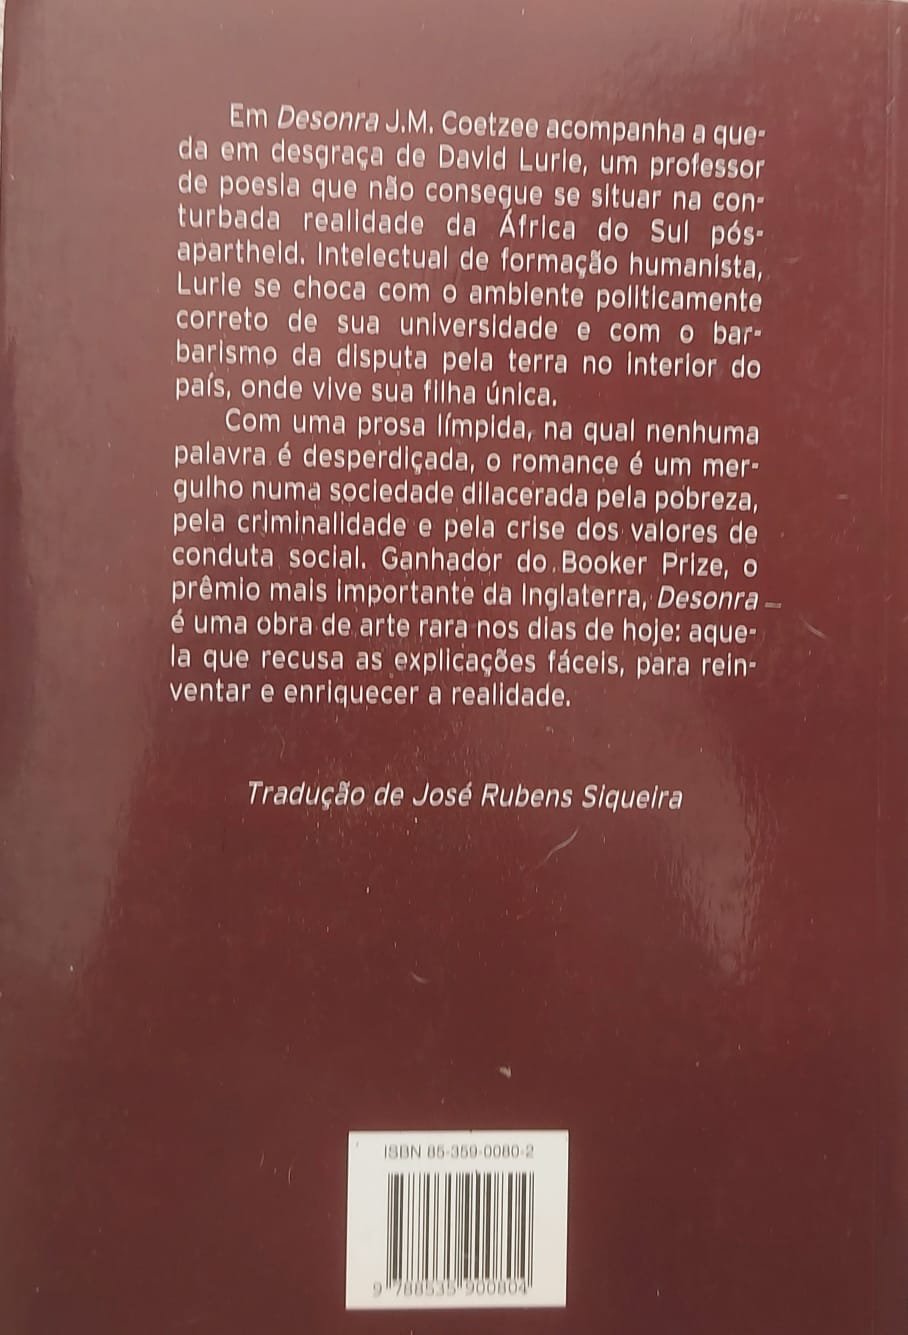 Em Desonra J.M. Coetzee acompanha a que-
da em desgraça de David Lurie, um professor
de poesia que não consegue se situar na con-
turbada realidade da África do Sul pós-
apartheid. Intelectual de formação humanista,
Lurie se choca com o ambiente politicamente
correto de sua universidade e com o bar-
barismo da disputa pela terra no interior do
país, onde vive sua filha única.
Com uma prosa límpida, na qual nenhuma
palavra é desperdiçada, o romance é um mer-
gulho numa sociedade dilacerada pela pobreza,
pela criminalidade e pela crise dos valores de
conduta social. Ganhador do Booker Prize, o
prêmio mais importante da Inglaterra, Desonra
é uma obra de arte rara nos dias de hoje: aque-
la que recusa as explicações fáceis, para rein-
ventar e enriquecer a realidade.
Tradução de José Rubens Siqueira
ISBN 85-359-0080-2
9 788535 900804